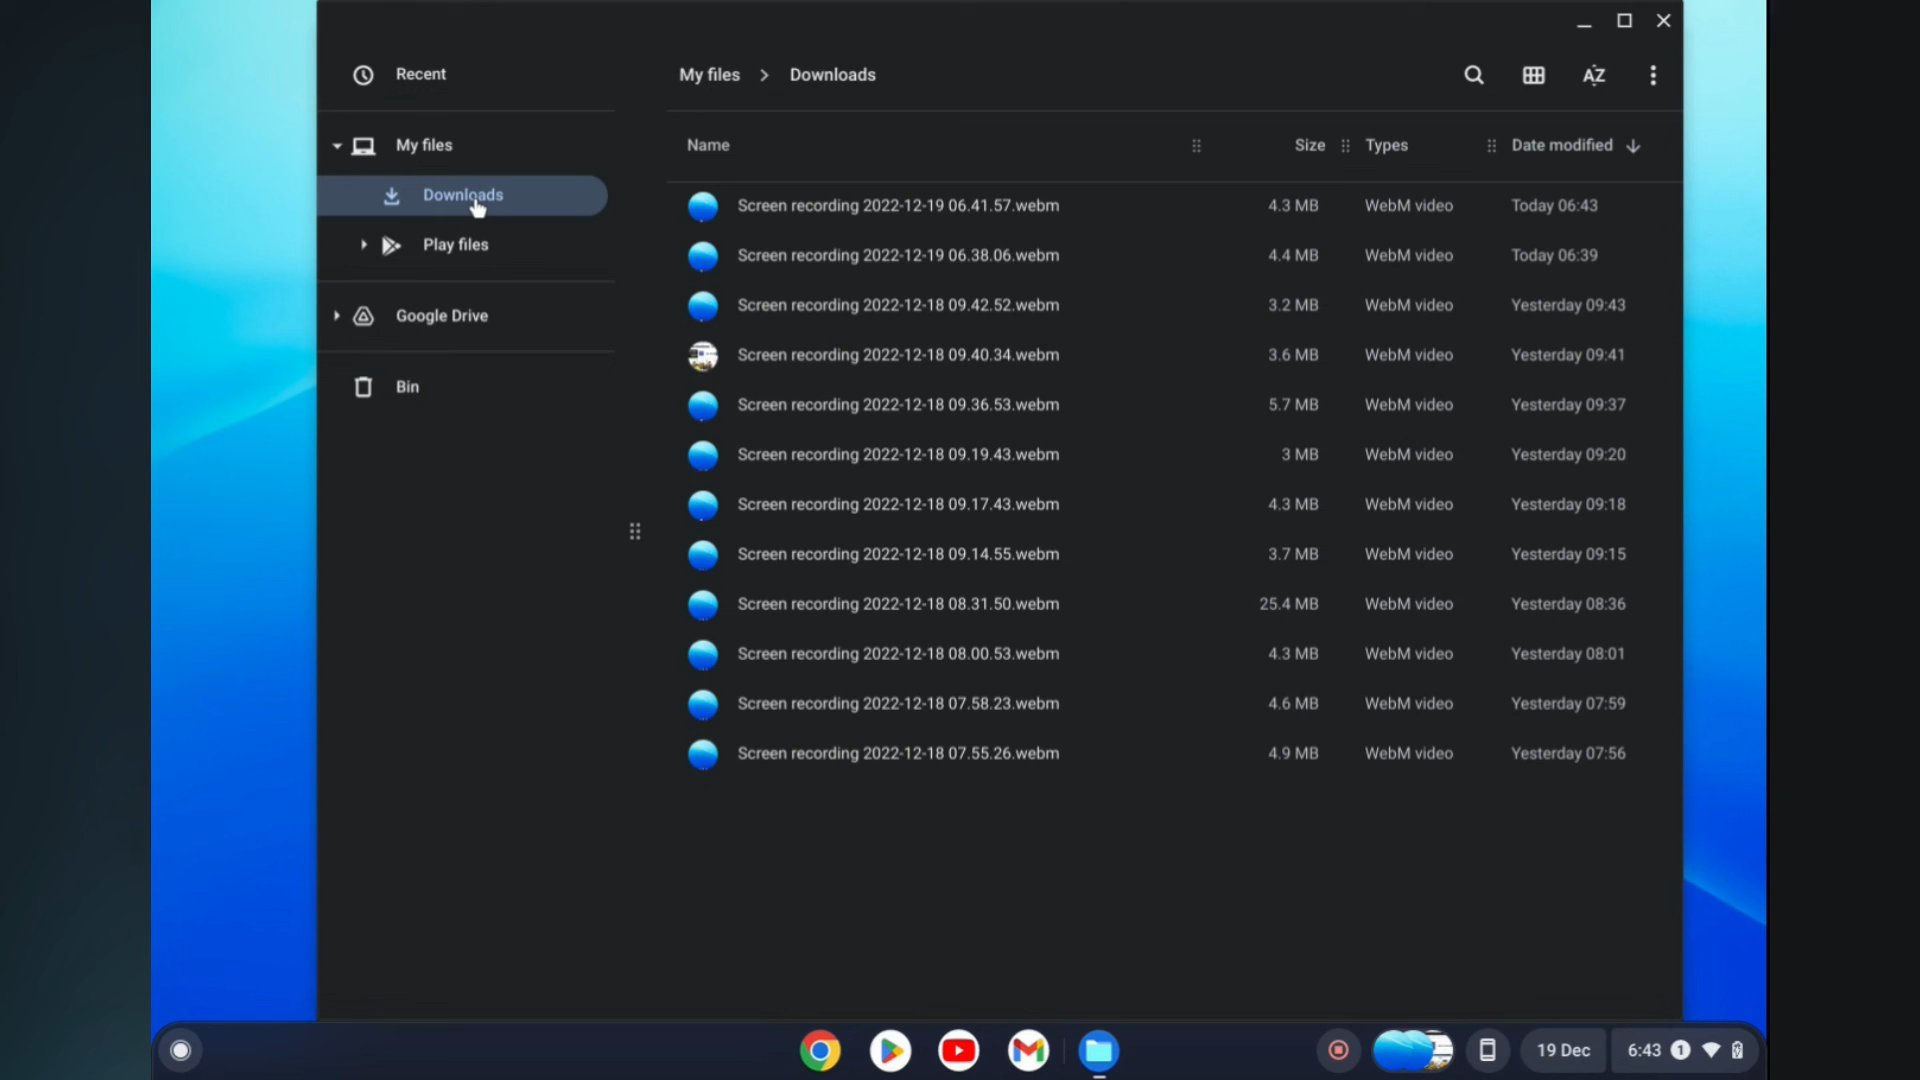 Recent
My files
Downloads
Play files
Google Drive
Bin
My files > Downloads
AZ
Name Size Types Date modified
Screen recording 2022-12-19 06.41.57.webm 4.3 MB WebM video Today 06:43
Screen recording 2022-12-19 06.38.06.webm 4.4 MB WebM video Today 06:39
Screen recording 2022-12-18 09.42.52.webm 3.2 MB WebM video Yesterday 09:43
Screen recording 2022-12-18 09.40.34.webm 3.6 MB WebM video Yesterday 09:41
Screen recording 2022-12-18 09.36.53.webm 5.7 MB WebM video Yesterday 09:37
Screen recording 2022-12-18 09.19.43.webm 3 MB WebM video Yesterday 09:20
Screen recording 2022-12-18 09.17.43.webm 4.3 MB WebM video Yesterday 09:18
Screen recording 2022-12-18 09.14.55.webm 3.7 MB WebM video Yesterday 09:15
Screen recording 2022-12-18 08.31.50.webm 25.4 MB WebM video Yesterday 08:36
Screen recording 2022-12-18 08.00.53.webm 4.3 MB WebM video Yesterday 08:01
Screen recording 2022-12-18 07.58.23.webm 4.6 MB WebM video Yesterday 07:59
Screen recording 2022-12-18 07.55.26.webm 4.9 MB WebM video Yesterday 07:56
19 Dec 6:43 1